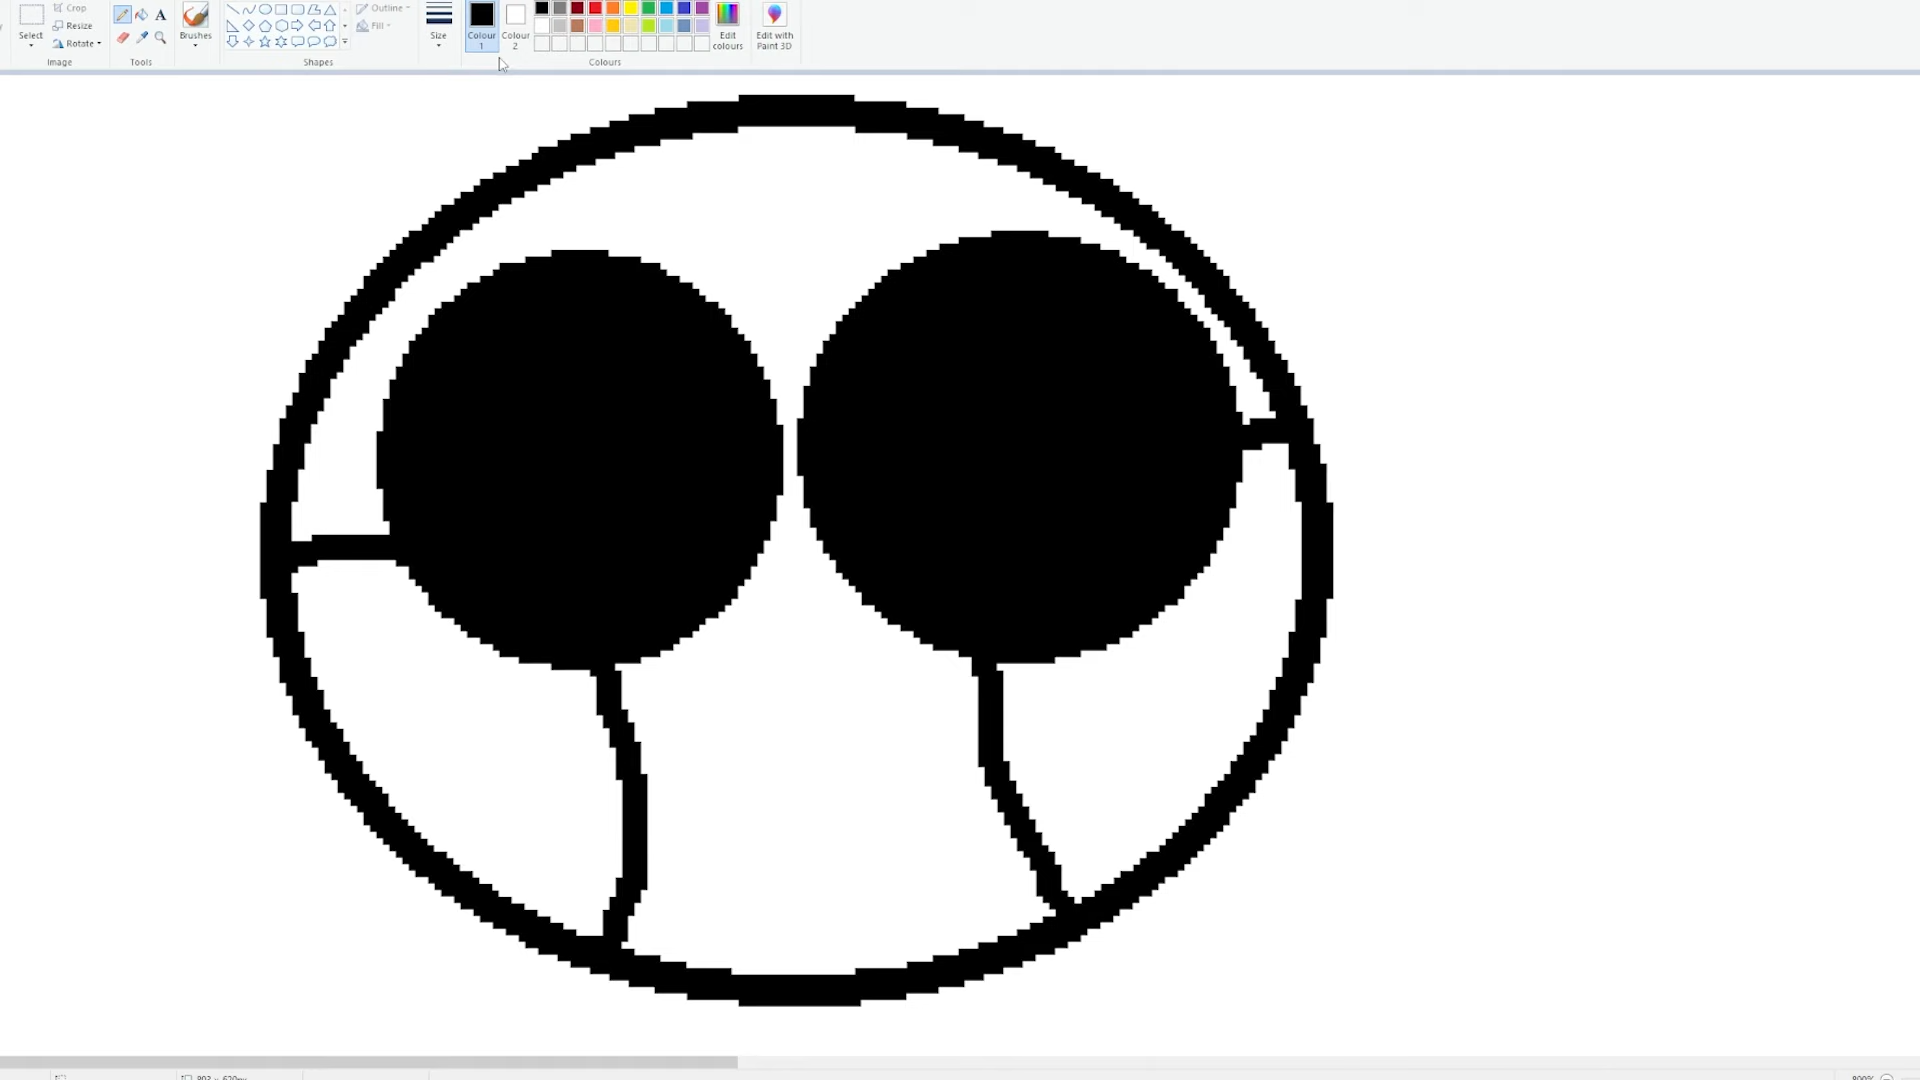 Crop Outline
Select Resize A Brushes Fill Size Colour 1 Colour 2 Edit colours Edit with Paint 3D
Rotate
Image Tools Shapes Colours
800%